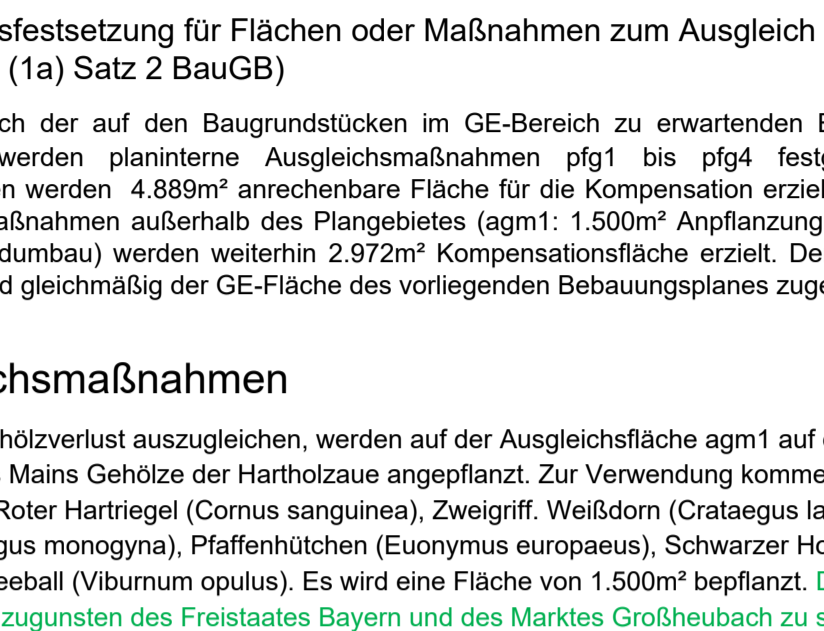 sfestsetzung für Flächen oder Maßnahmen zum Ausgleich
(1a) Satz 2 BauGB)
ch der auf den Baugrundstücken im GE-Bereich zu erwartenden
werden planinterne Ausgleichsmaßnahmen pfg1 bis pfg4 festg
n werden 4.889m² anrechenbare Fläche für die Kompensation erziel
aßnahmen außerhalb des Plangebietes (agm1: 1.500m² Anpflanzung
dumbau) werden weiterhin 2.972m² Kompensationsfläche erzielt. De
d gleichmäßig der GE-Fläche des vorliegenden Bebauungsplanes zuge
chsmaßnahmen
hölzverlust auszugleichen, werden auf der Ausgleichsfläche agm1 auf
s Mains Gehölze der Hartholzaue angepflanzt. Zur Verwendung komme
Roter Hartriegel (Cornus sanguinea), Zweigriff. Weißdorn (Crataegus la
gus monogyna), Pfaffenhütchen (Euonymus europaeus), Schwarzer Ho
eeball (Viburnum opulus). Es wird eine Fläche von 1.500m² bepflanzt. D
zugunsten des Freistaates Bayern und des Marktes Großheubach zu s